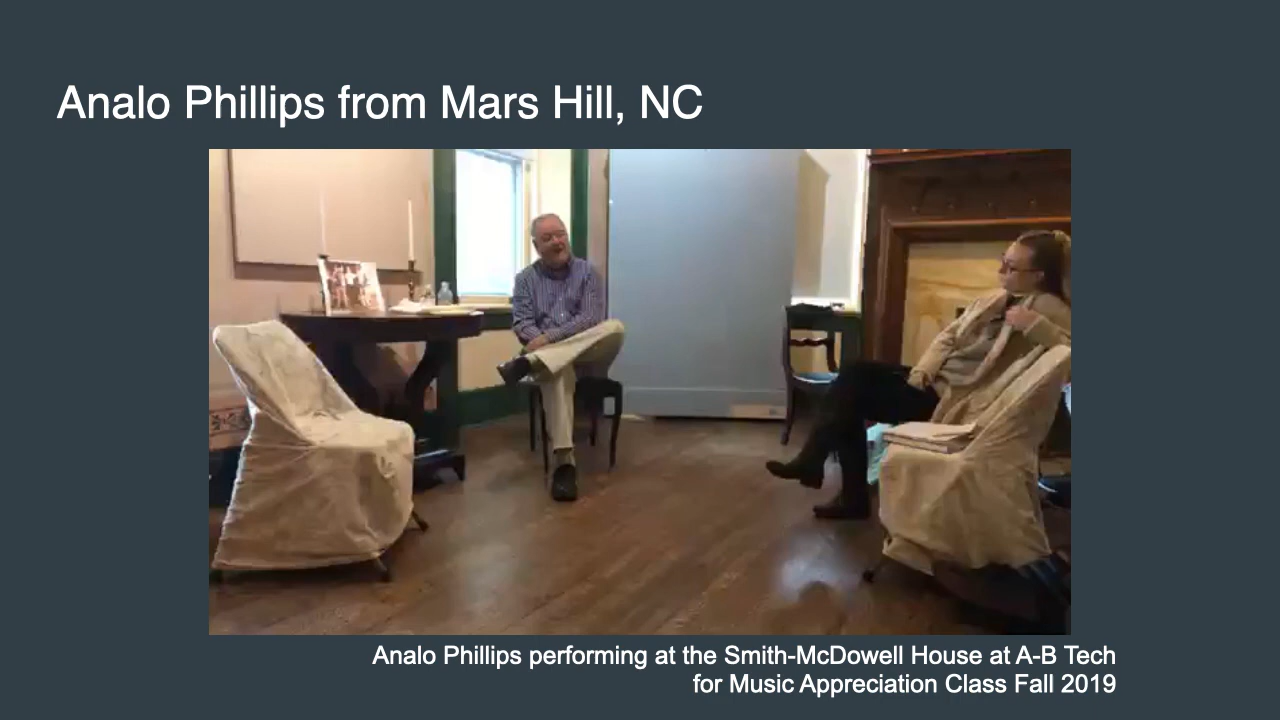 Analo Phillips from Mars Hill, NC
Analo Phillips performing at the Smith-McDowell House at A-B Tech
for Music Appreciation Class Fall 2019